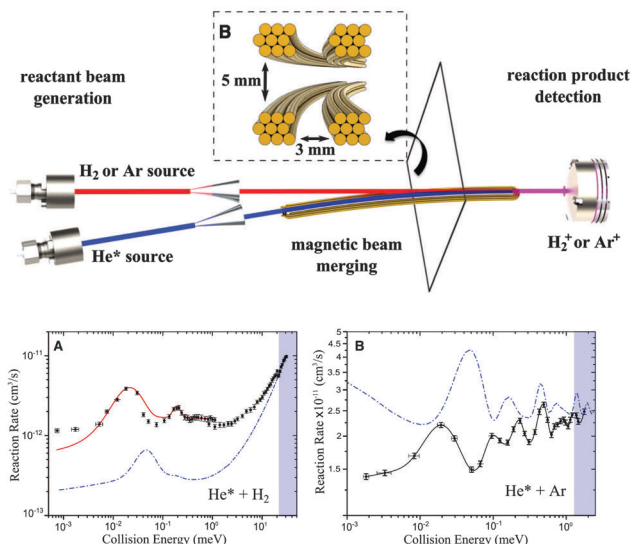 B
reactant beam
generation
reaction product
detection
5 mm
3 mm
H₂ or Ar source
He* source
magnetic beam
merging
H₂⁺ or Ar⁺
A
Reaction Rate (cm³/s)
10⁻¹¹
10⁻¹²
10⁻¹³
He* + H₂
10⁻³ 10⁻² 10⁻¹ 10⁰ 10¹
Collision Energy (meV)
B
Reaction Rate x10⁻¹¹ (cm³/s)
5
4.5
4
3.5
3
2.5
2
1.5
1
He* + Ar
10⁻³ 10⁻² 10⁻¹ 10⁰
Collision Energy (meV)